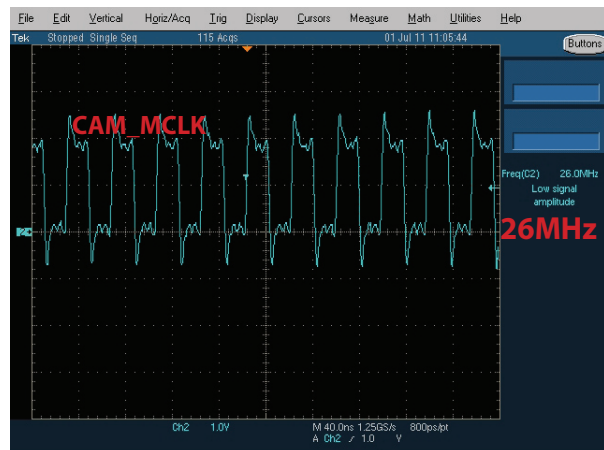 File Edit Vertical Horiz/Acq Trig Display Cursors Measure Math Utilities Help
Tek Stopped Single Seq 115 Acqs 01 Jul 11 11:05:44 Buttons
CAM_MCLK
Freq(C2) 26.0MHz
Low signal
amplitude
26MHz
Ch2 1.0V M 40.0ns 1.25GS/s 800ps/pt
A Ch2 / 1.0 V